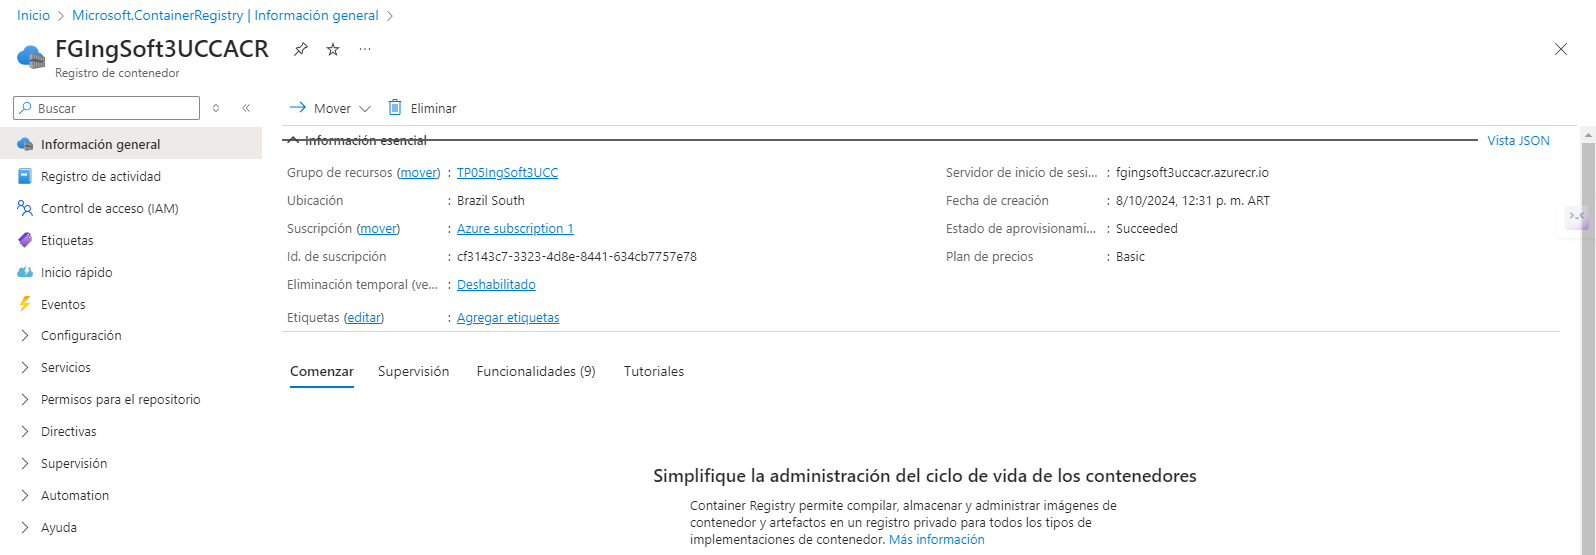 Inicio > Microsoft.ContainerRegistry | Información general >
FGIngSoft3UCCACR
Registro de contenedor
Buscar
Mover
Eliminar
Información general
Registro de actividad
Control de acceso (IAM)
Etiquetas
Inicio rápido
Eventos
Configuración
Servicios
Permisos para el repositorio
Directivas
Supervisión
Automation
Ayuda
Información esencial
Vista JSON
Grupo de recursos (mover) : TP05IngSoft3UCC
Ubicación : Brazil South
Suscripción (mover) : Azure subscription 1
Id. de suscripción : cf3143c7-3323-4d8e-8441-634cb7757e78
Eliminación temporal (ve... : Deshabilitado
Etiquetas (editar) : Agregar etiquetas
Servidor de inicio de sesi... : fgingsoft3uccacr.azurecr.io
Fecha de creación : 8/10/2024, 12:31 p. m. ART
Estado de aprovisionami... : Succeeded
Plan de precios : Basic
Comenzar
Supervisión
Funcionalidades (9)
Tutoriales
Simplifique la administración del ciclo de vida de los contenedores
Container Registry permite compilar, almacenar y administrar imágenes de
contenedor y artefactos en un registro privado para todos los tipos de
implementaciones de contenedor. Más información